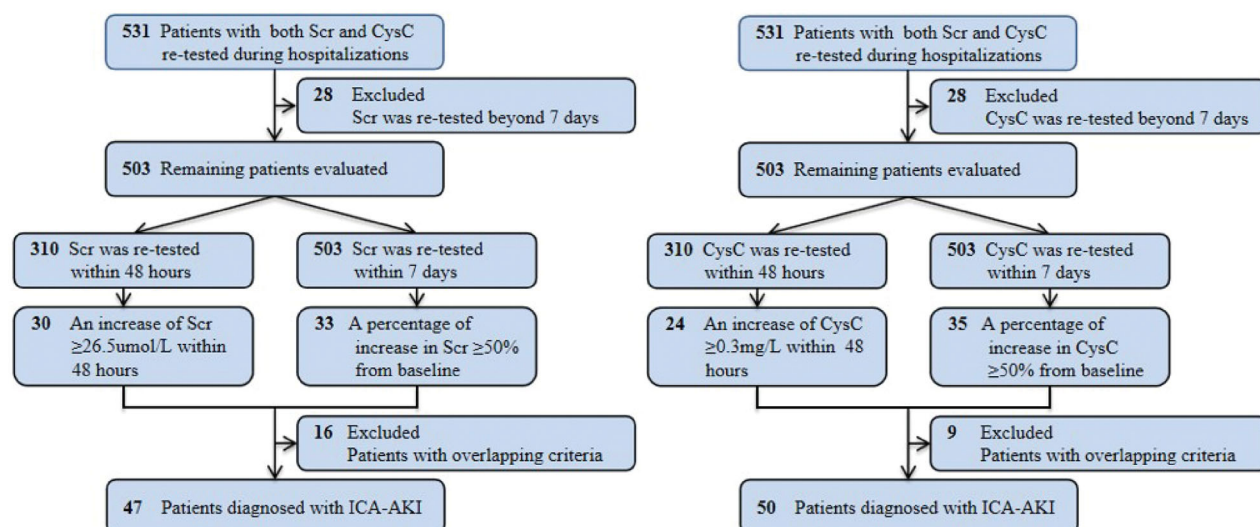 531 Patients with both Scr and CysC
re-tested during hospitalizations
28 Excluded
Scr was re-tested beyond 7 days
503 Remaining patients evaluated
310 Scr was re-tested
within 48 hours
503 Scr was re-tested
within 7 days
30 An increase of Scr
≥26.5umol/L within
48 hours
33 A percentage of
increase in Scr ≥50%
from baseline
16 Excluded
Patients with overlapping criteria
47 Patients diagnosed with ICA-AKI
531 Patients with both Scr and CysC
re-tested during hospitalizations
28 Excluded
CysC was re-tested beyond 7 days
503 Remaining patients evaluated
310 CysC was re-tested
within 48 hours
503 CysC was re-tested
within 7 days
24 An increase of CysC
≥0.3mg/L within 48
hours
35 A percentage of
increase in CysC
≥50% from baseline
9 Excluded
Patients with overlapping criteria
50 Patients diagnosed with ICA-AKI